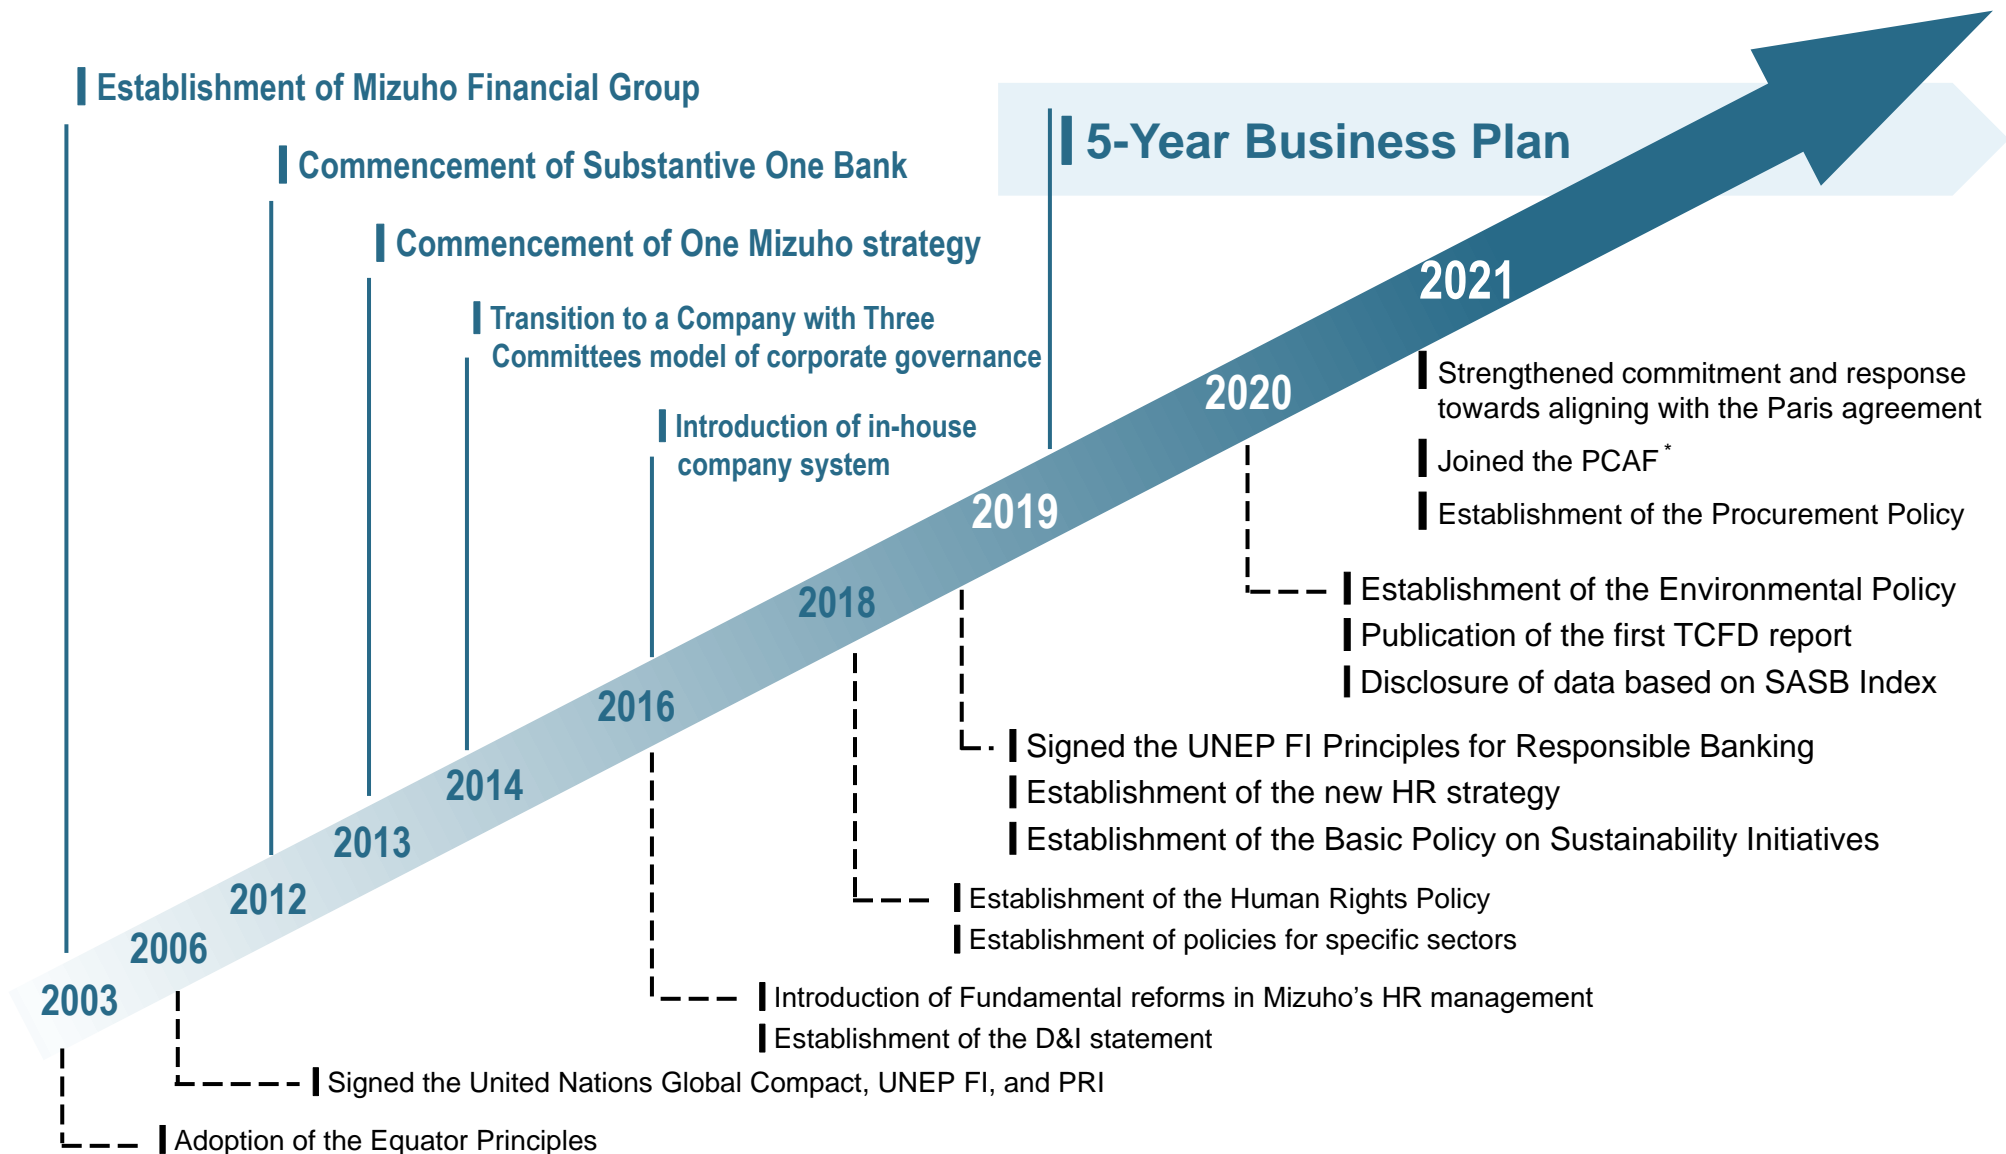 Establishment of Mizuho Financial Group
Commencement of Substantive One Bank
5-Year Business Plan
Commencement of One Mizuho strategy
Transition to a Company with Three
Committees model of corporate governance
Introduction of in-house
company system
2021
Strengthened commitment and response
towards aligning with the Paris agreement
Joined the PCAF *
Establishment of the Procurement Policy
2020
Establishment of the Environmental Policy
Publication of the first TCFD report
Disclosure of data based on SASB Index
2019
Signed the UNEP FI Principles for Responsible Banking
Establishment of the new HR strategy
Establishment of the Basic Policy on Sustainability Initiatives
2018
Establishment of the Human Rights Policy
Establishment of policies for specific sectors
2016
Introduction of Fundamental reforms in Mizuho’s HR management
Establishment of the D&I statement
2014
2013
2012
2006
Signed the United Nations Global Compact, UNEP FI, and PRI
2003
Adoption of the Equator Principles